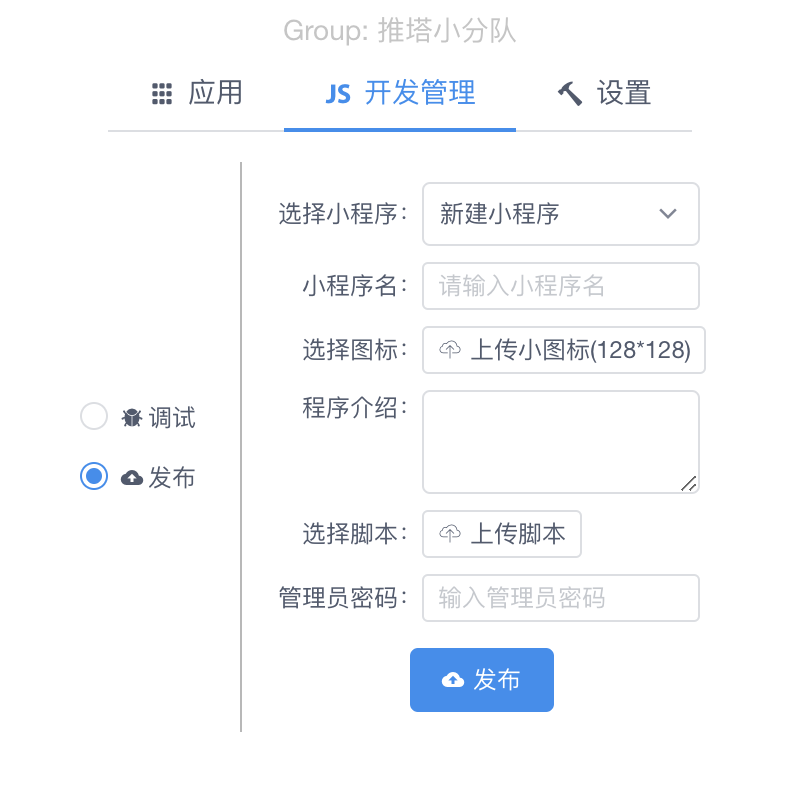 Group: 推塔小分队
应用 JS 开发管理 设置
选择小程序: 新建小程序
小程序名: 请输入小程序名
选择图标: 上传小图标(128*128)
程序介绍:
调试
发布
选择脚本: 上传脚本
管理员密码: 输入管理员密码
发布